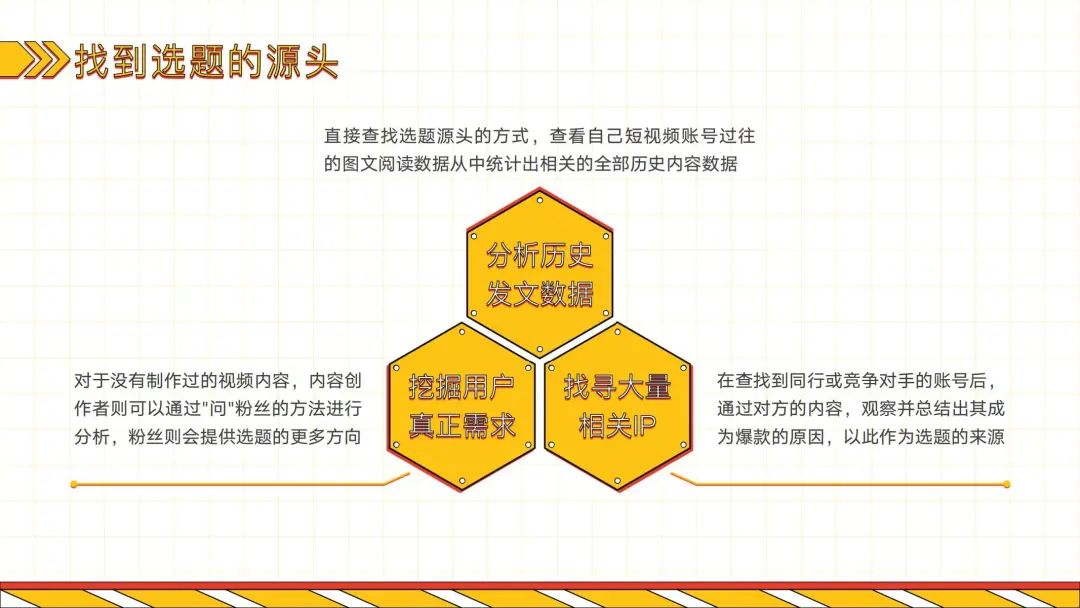 找到选题的源头
直接查找选题源头的方式，查看自己短视频账号过往
的图文阅读数据从中统计出相关的全部历史内容数据
分析历史
发文数据
挖掘用户
真正需求
找寻大量
相关IP
对于没有制作过的视频内容，内容创
作者则可以通过"问"粉丝的方法进行
分析，粉丝则会提供选题的更多方向
在查找到同行或竞争对手的账号后，
通过对方的内容，观察并总结出其成
为爆款的原因，以此作为选题的来源